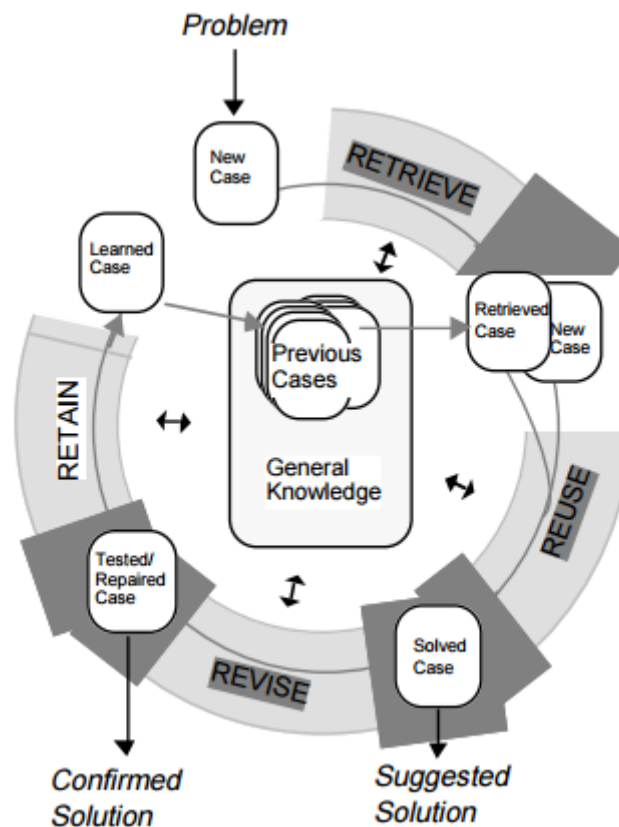 Problem
New
Case
RETRIEVE
Learned
Case
Retrieved
Case
New
Case
Previous
Cases
RETAIN
General
Knowledge
REUSE
Tested/
Repaired
Case
Solved
Case
REVISE
Confirmed
Solution
Suggested
Solution